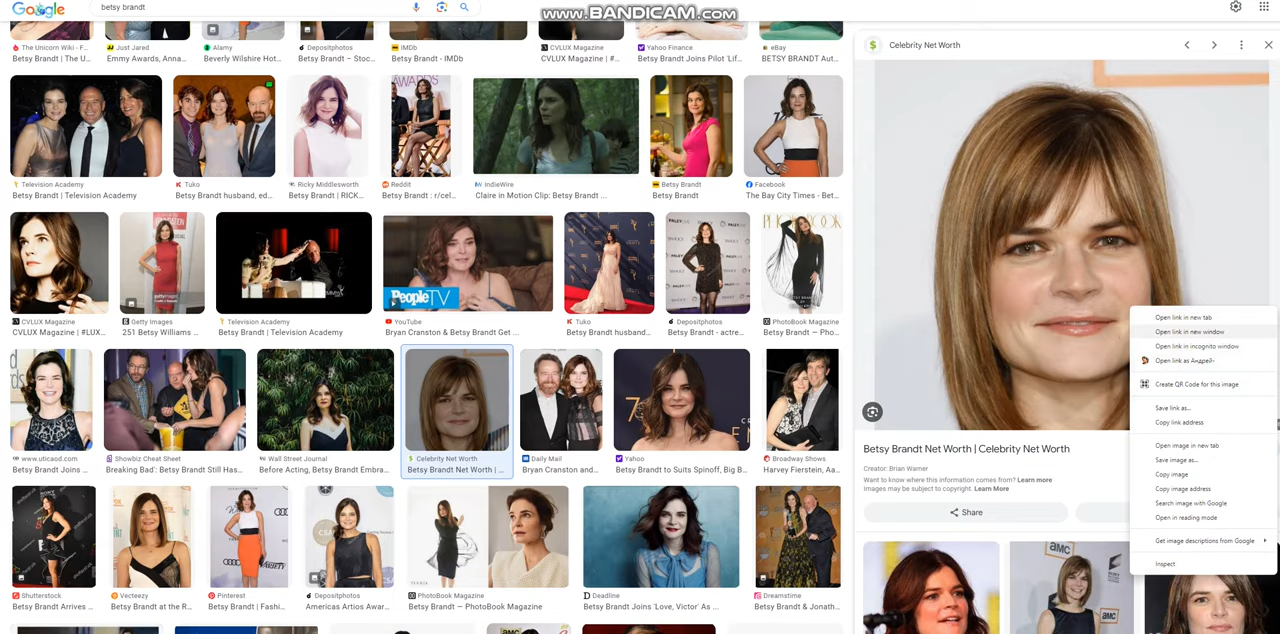 Google
betsy brandt
www.BANDICAM.com
The Unicorn Wiki - F...
Betsy Brandt | The U...
Just Jared
Emmy Awards, Anna...
Alamy
Beverly Wilshire Hot...
Depositphotos
Betsy Brandt – Stoc...
IMDb
Betsy Brandt - IMDb
CVLUX Magazine
CVLUX Magazine | #...
Yahoo Finance
Betsy Brandt Joins Pilot 'Lif...
eBay
BETSY BRANDT Aut...
AWARDS
Television Academy
Betsy Brandt | Television Academy
Tuko
Betsy Brandt husband, ed...
Ricky Middlesworth
Betsy Brandt | RICK...
Reddit
Betsy Brandt : r/cel...
IndieWire
Claire in Motion Clip: Betsy Brandt ...
Betsy Brandt
Betsy Brandt
Facebook
The Bay City Times - Bet...
PeopleTV
PHOTOBOOK
CVLUX Magazine
CVLUX Magazine | #LUX...
Getty Images
251 Betsy Williams ...
Television Academy
Betsy Brandt | Television Academy
YouTube
Bryan Cranston & Betsy Brandt Get ...
Tuko
Betsy Brandt husband...
Depositphotos
Betsy Brandt - actre...
PhotoBook Magazine
Betsy Brandt — Pho...
www.uticaod.com
Betsy Brandt Joins ...
Showbiz Cheat Sheet
Breaking Bad: Betsy Brandt Still Has...
Wall Street Journal
Before Acting, Betsy Brandt Embra...
Celebrity Net Worth
Betsy Brandt Net Worth | ...
Daily Mail
Bryan Cranston and...
Yahoo
Betsy Brandt to Suits Spinoff, Big B...
Broadway Shows
Harvey Fierstein, Aa...
Shutterstock
Betsy Brandt Arrives ...
Vecteezy
Betsy Brandt at the R...
Pinterest
Betsy Brandt | Fashi...
Depositphotos
Americas Artios Awar...
PhotoBook Magazine
Betsy Brandt — PhotoBook Magazine
Deadline
Betsy Brandt Joins 'Love, Victor' As ...
Dreamstime
Betsy Brandt & Jonath...
Celebrity Net Worth
Betsy Brandt Net Worth | Celebrity Net Worth
Creator: Brian Warner
Want to know where this information comes from? Learn more
Images may be subject to copyright. Learn More
Share
amc
amc
Open link in new tab
Open link in new window
Open link in incognito window
Open link as Андрей
Create QR Code for this image
Save link as...
Copy link address
Open image in new tab
Save image as...
Copy image
Copy image address
Search image with Google
Open in reading mode
Get image descriptions from Google
Inspect